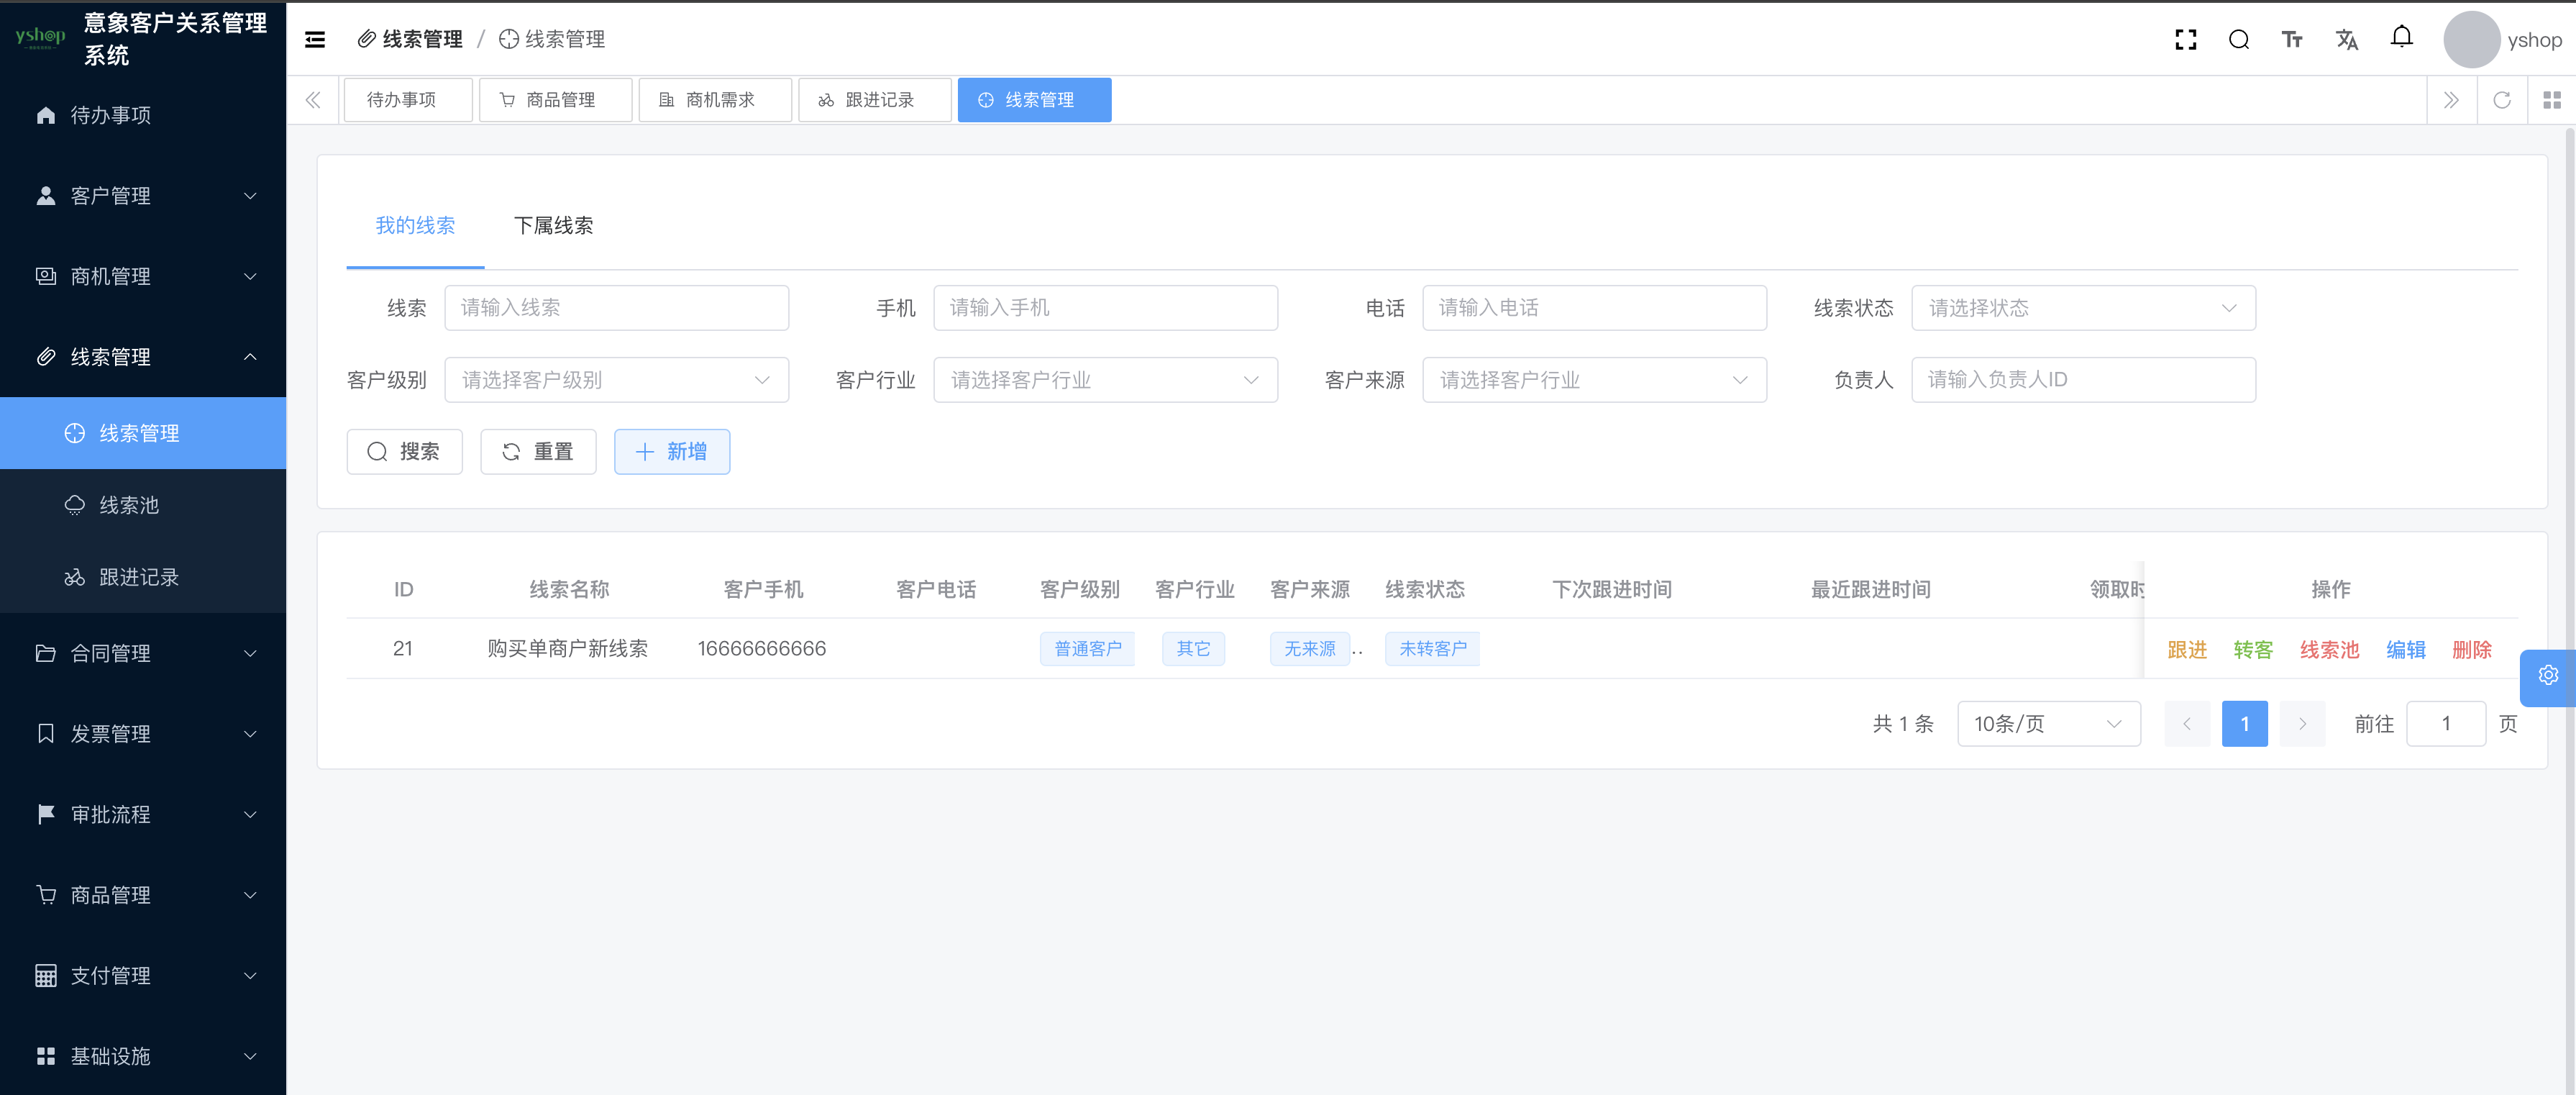 yshop
意象客户关系管理
系统
待办事项
客户管理
商机管理
线索管理
线索管理
线索池
跟进记录
合同管理
发票管理
审批流程
商品管理
支付管理
基础设施
线索管理 / 线索管理
yshop
待办事项 商品管理 商机需求 跟进记录 线索管理
我的线索 下属线索
线索 请输入线索 手机 请输入手机 电话 请输入电话 线索状态 请选择状态
客户级别 请选择客户级别 客户行业 请选择客户行业 客户来源 请选择客户行业 负责人 请输入负责人ID
搜索 重置 新增
ID 线索名称 客户手机 客户电话 客户级别 客户行业 客户来源 线索状态 下次跟进时间 最近跟进时间 领取时 操作
21 购买单商户新线索 16666666666 普通客户 其它 无来源 .. 未转客户 跟进 转客 线索池 编辑 删除
共 1 条 10条/页 1 前往 1 页